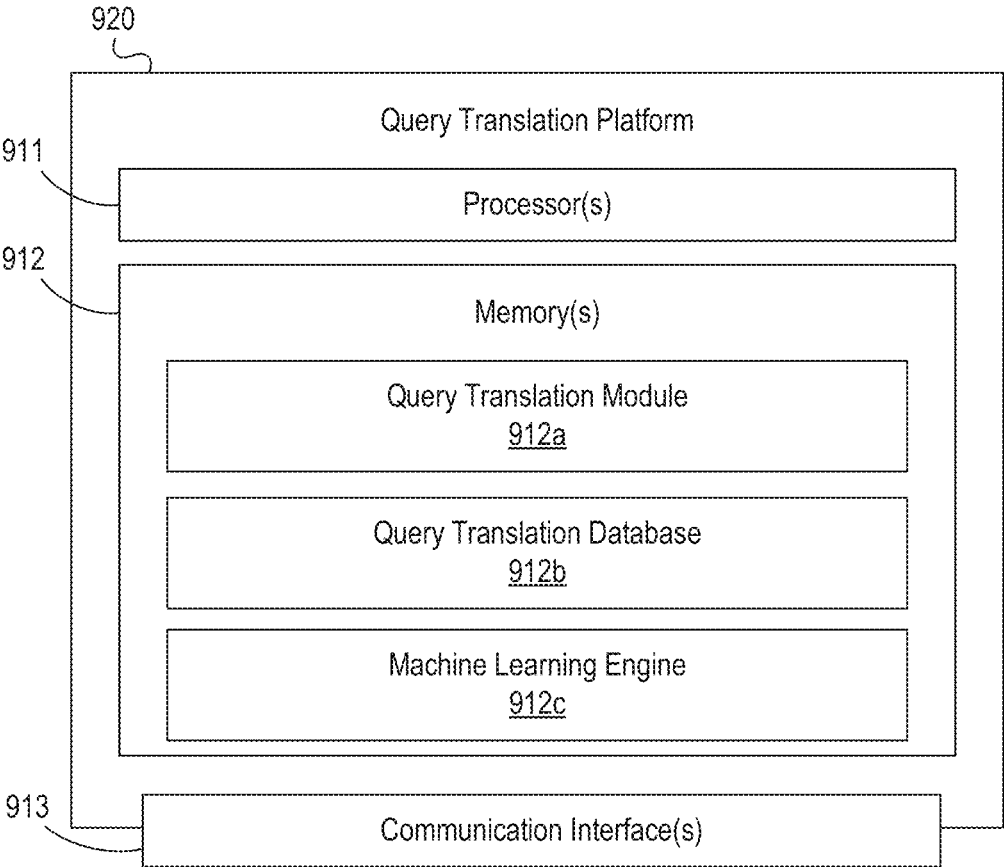 920
Query Translation Platform
911
Processor(s)
912
Memory(s)
Query Translation Module
912a
Query Translation Database
912b
Machine Learning Engine
912c
913
Communication Interface(s)